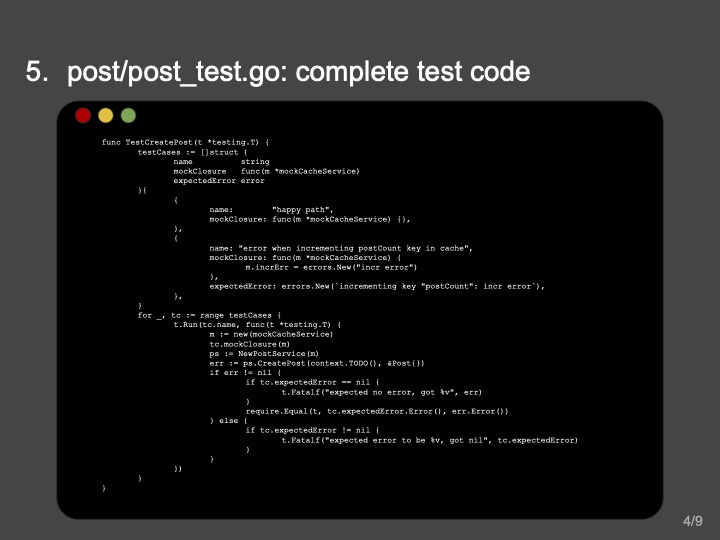 5. post/post_test.go: complete test code
func TestCreatePost(t *testing.T) {
testCases := []struct {
name string
mockClosure func(m *mockCacheService)
expectedError error
}{
{
name: "happy path",
mockClosure: func(m *mockCacheService) {},
},
{
name: "error when incrementing postCount key in cache",
mockClosure: func(m *mockCacheService) {
m.incrErr = errors.New("incr error")
},
expectedError: errors.New(`incrementing key "postCount": incr error`),
},
}
for _, tc := range testCases {
t.Run(tc.name, func(t *testing.T) {
m := new(mockCacheService)
tc.mockClosure(m)
ps := NewPostService(m)
err := ps.CreatePost(context.TODO(), &Post{})
if err != nil {
if tc.expectedError == nil {
t.Fatalf("expected no error, got %v", err)
}
require.Equal(t, tc.expectedError.Error(), err.Error())
} else {
if tc.expectedError != nil {
t.Fatalf("expected error to be %v, got nil", tc.expectedError)
}
}
})
}
}
4/9